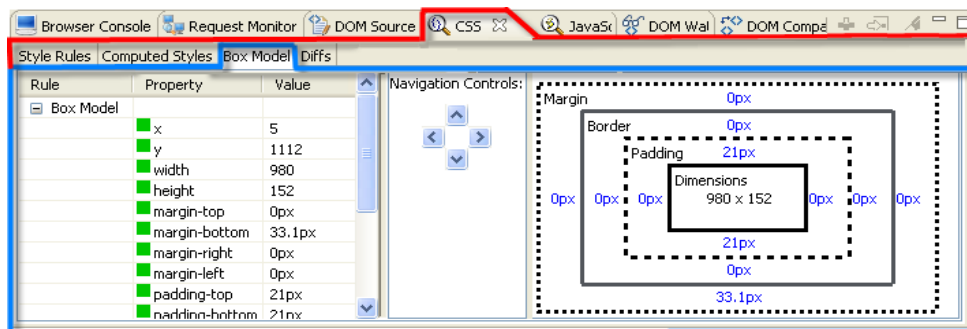 Browser Console Request Monitor DOM Source CSS JavaSc DOM Wal DOM Compa
Style Rules Computed Styles Box Model Diffs
Rule Property Value
Box Model
x 5
y 1112
width 980
height 152
margin-top 0px
margin-bottom 33.1px
margin-right 0px
margin-left 0px
padding-top 21px
padding-bottom 21px
Navigation Controls:
Margin 0px
Border 0px
Padding 21px
Dimensions
0px 0px 0px 980 x 152 0px 0px 0px
21px
0px
33.1px